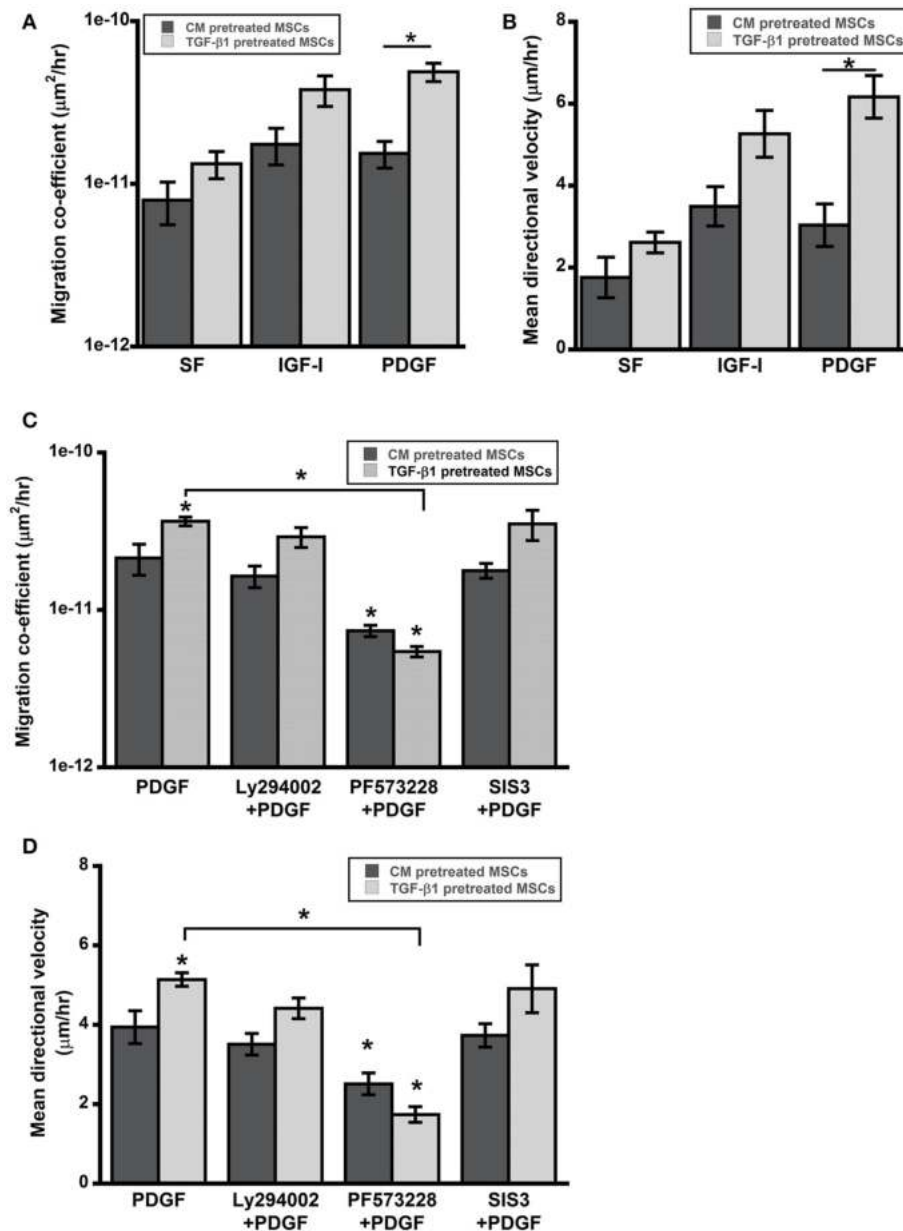 A
CM pretreated MSCs
TGF-β1 pretreated MSCs
Migration co-efficient (μm²/hr)
1e-10
1e-11
1e-12
*
SF IGF-I PDGF
B
CM pretreated MSCs
TGF-β1 pretreated MSCs
Mean directional velocity (μm/hr)
8
6
4
2
0
*
SF IGF-I PDGF
C
CM pretreated MSCs
TGF-β1 pretreated MSCs
Migration co-efficient (μm²/hr)
1e-10
1e-11
1e-12
*
*
*
*
PDGF Ly294002 PF573228 SIS3
+PDGF +PDGF +PDGF
D
CM pretreated MSCs
TGF-β1 pretreated MSCs
Mean directional velocity
(μm/hr)
8
6
4
2
0
*
*
*
*
PDGF Ly294002 PF573228 SIS3
+PDGF +PDGF +PDGF